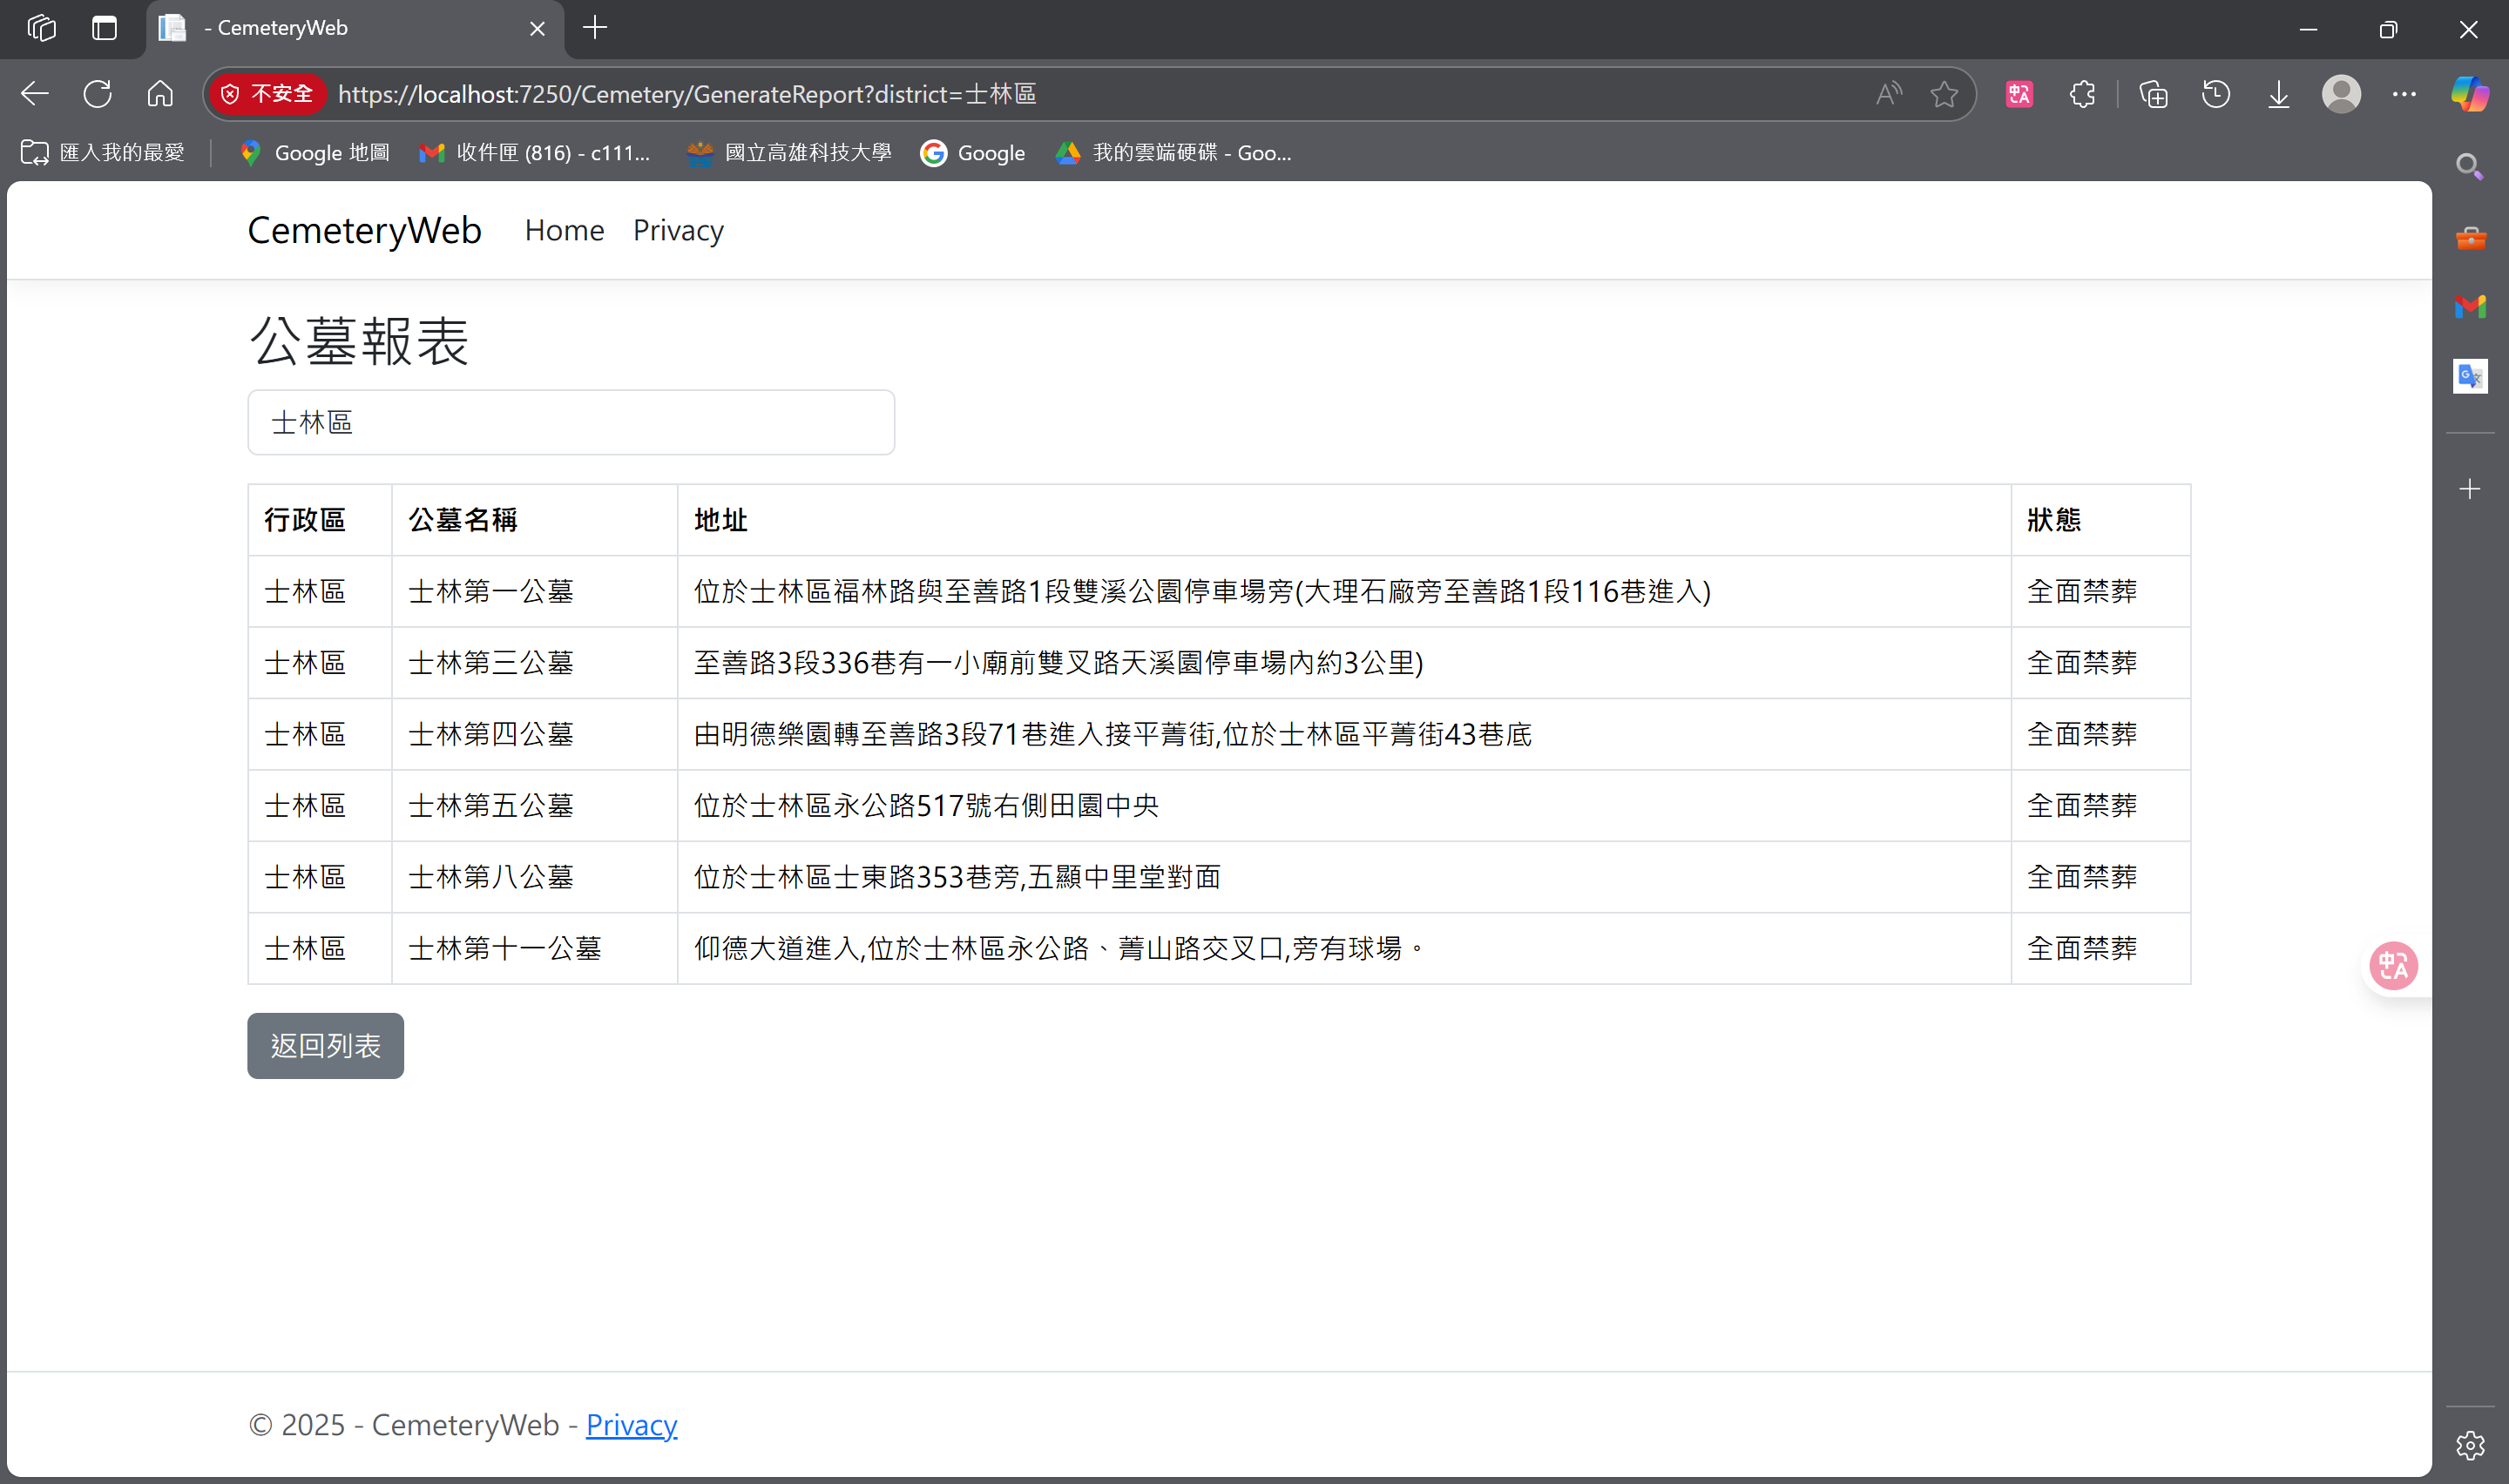 - CemeteryWeb
不安全 https://localhost:7250/Cemetery/GenerateReport?district=士林區
匯入我的最愛 Google 地圖 收件匣 (816) - c111... 國立高雄科技大學 Google 我的雲端硬碟 - Goo...
CemeteryWeb Home Privacy
公墓報表
士林區
行政區 公墓名稱 地址 狀態
士林區 士林第一公墓 位於士林區福林路與至善路1段雙溪公園停車場旁(大理石廠旁至善路1段116巷進入) 全面禁葬
士林區 士林第三公墓 至善路3段336巷有一小廟前雙叉路天溪園停車場內約3公里) 全面禁葬
士林區 士林第四公墓 由明德樂園轉至善路3段71巷進入接平菁街,位於士林區平菁街43巷底 全面禁葬
士林區 士林第五公墓 位於士林區永公路517號右側田園中央 全面禁葬
士林區 士林第八公墓 位於士林區士東路353巷旁,五顯中里堂對面 全面禁葬
士林區 士林第十一公墓 仰德大道進入,位於士林區永公路、菁山路交叉口,旁有球場。 全面禁葬
返回列表
© 2025 - CemeteryWeb - Privacy